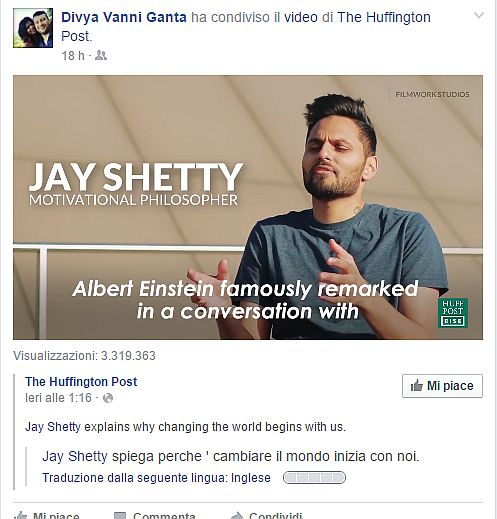 Divya Vanni Ganta ha condiviso il video di The Huffington
Post.
18 h ·
FILMWORKSTUDIOS
JAY SHETTY
MOTIVATIONAL PHILOSOPHER
Albert Einstein famously remarked
in a conversation with
HUFF
POST
RISE
Visualizzazioni: 3.319.363
The Huffington Post
Ieri alle 1:16 ·
Mi piace
Jay Shetty explains why changing the world begins with us.
Jay Shetty spiega perche ' cambiare il mondo inizia con noi.
Traduzione dalla seguente lingua: Inglese
Mi piace Commenta Condividi